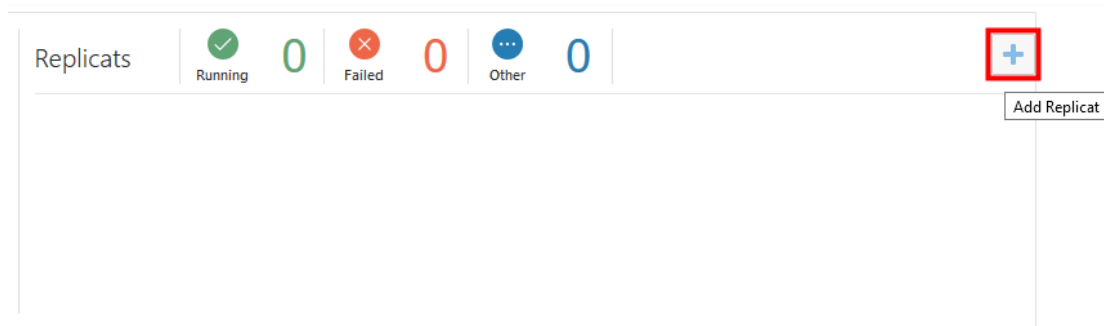 Replicats
Running
0
Failed
0
Other
0
Add Replicat